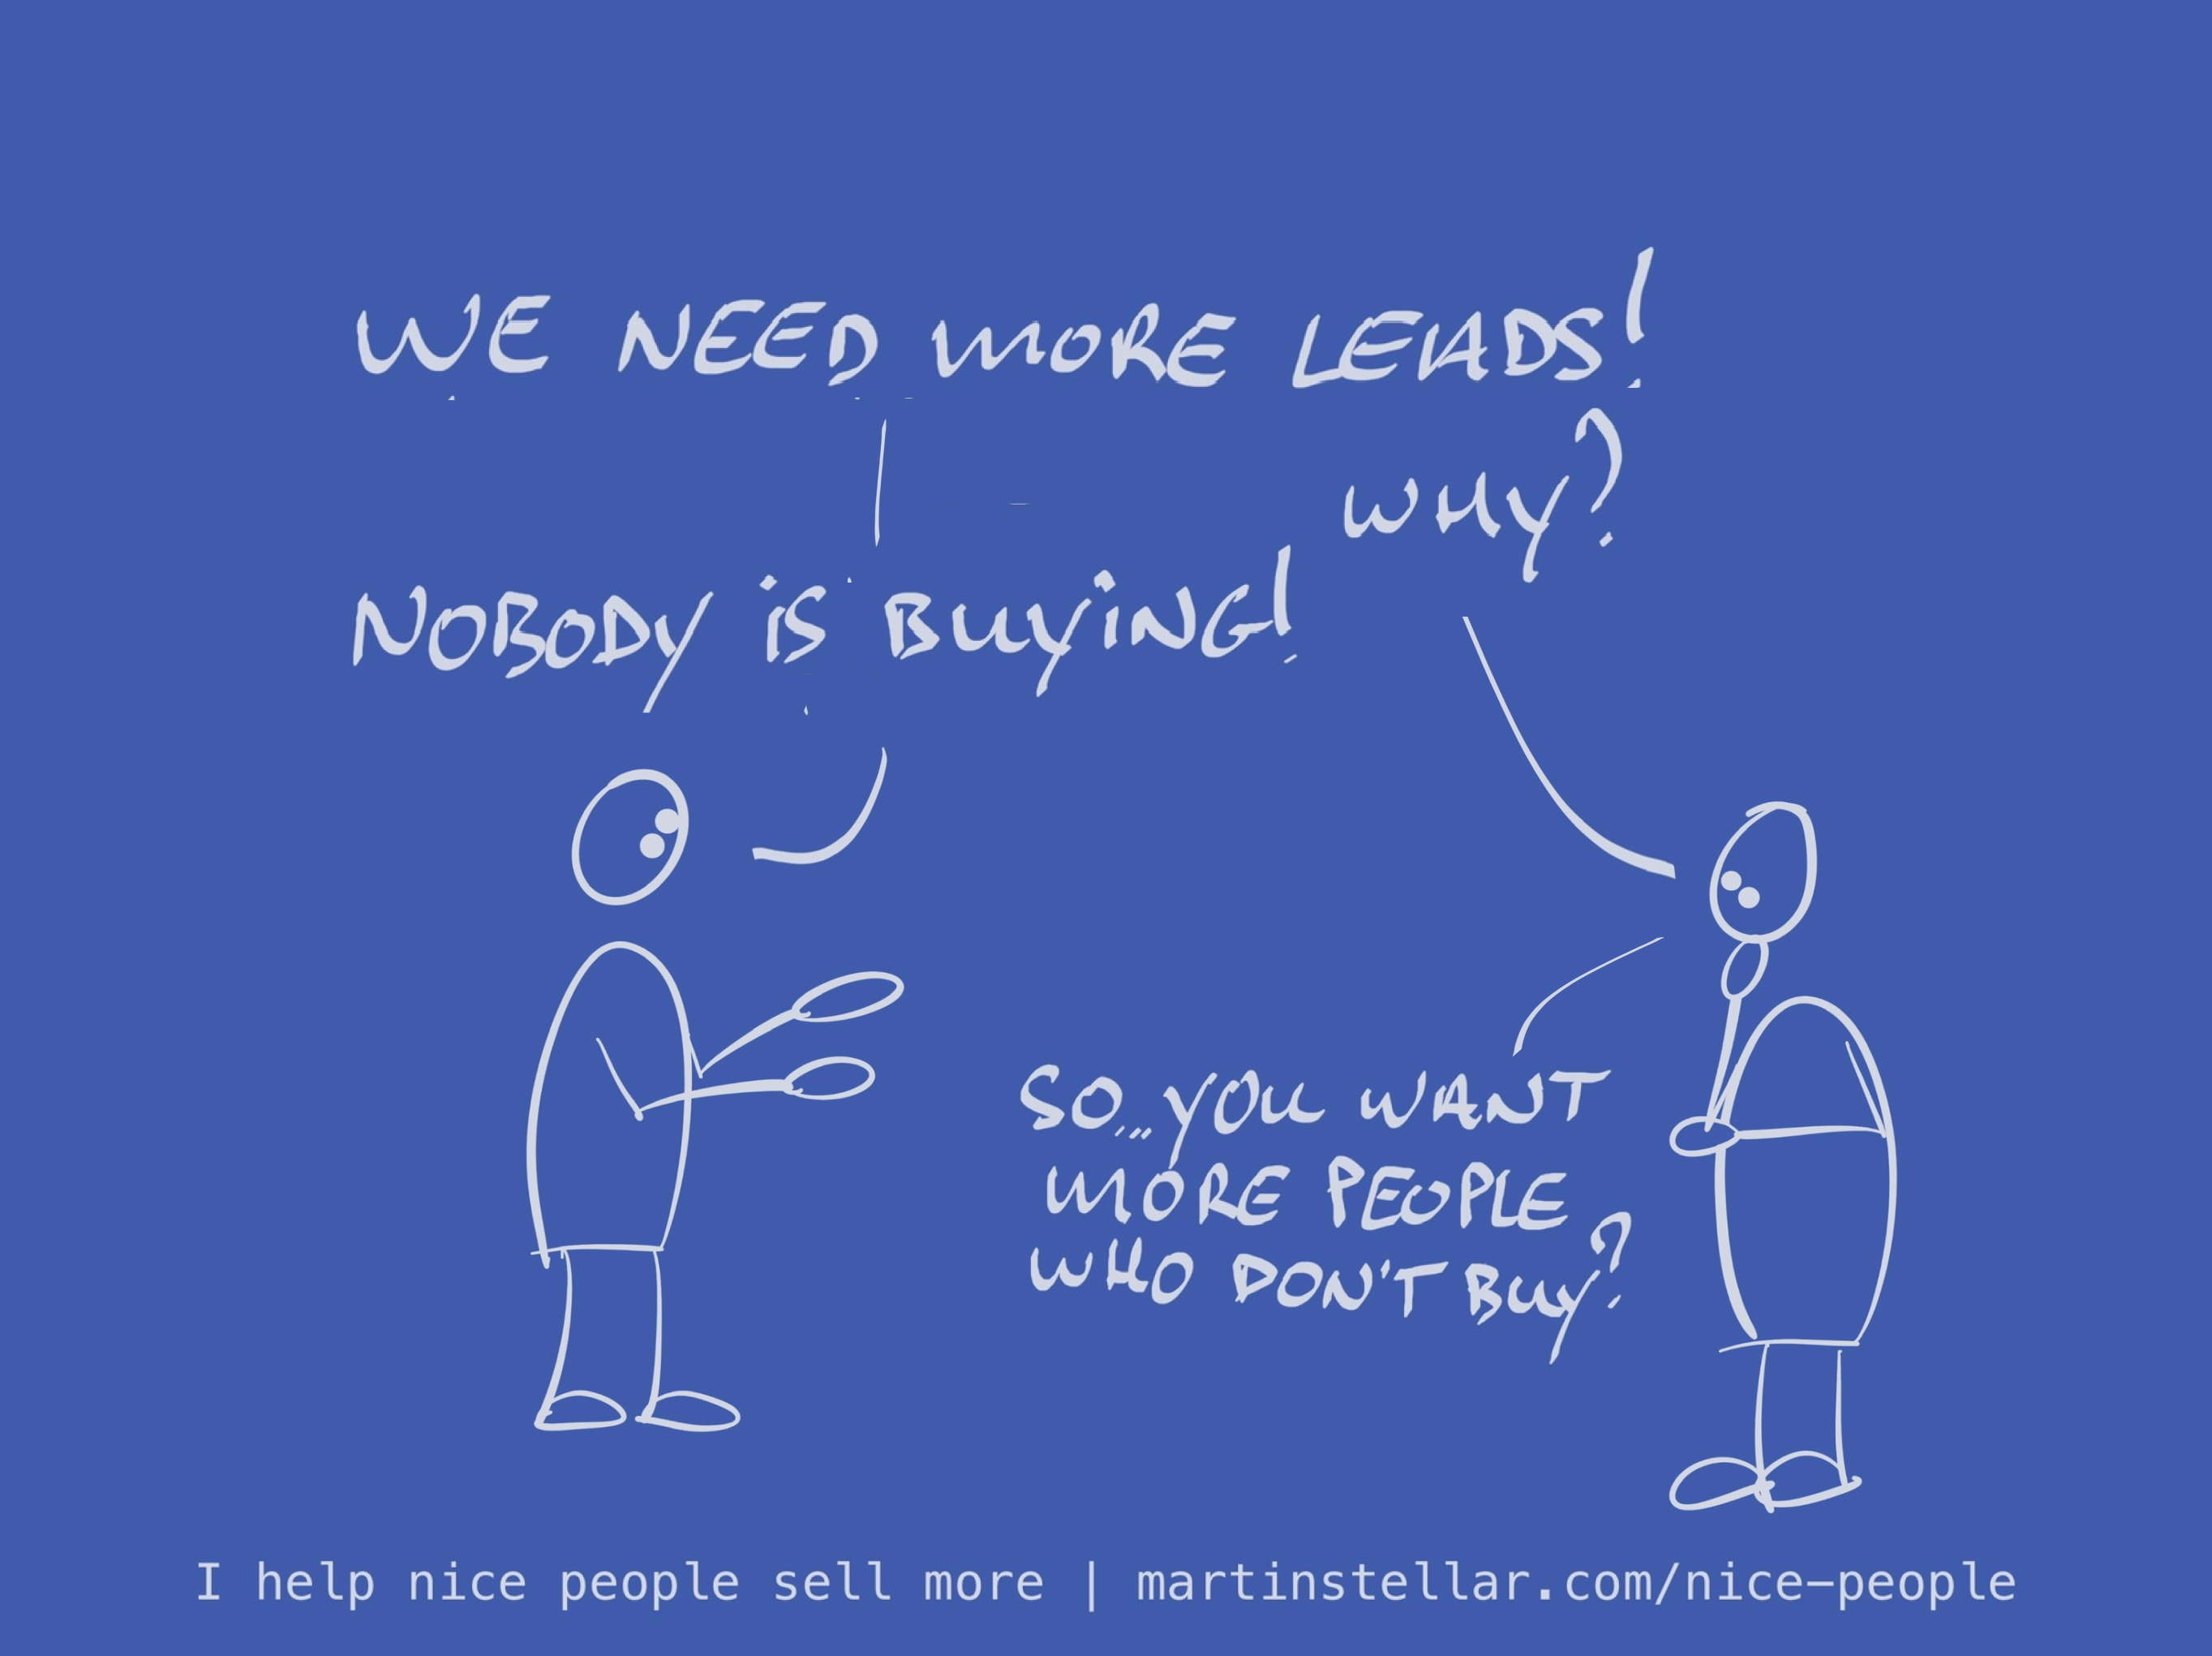 WE NEED MORE LEADS!
WHY?
NOBODY iS BUYiNG!
SO...YOU WANT
MORE PEOPLE
WHO DON'T BUY?
I help nice people sell more | martinstellar.com/nice-people